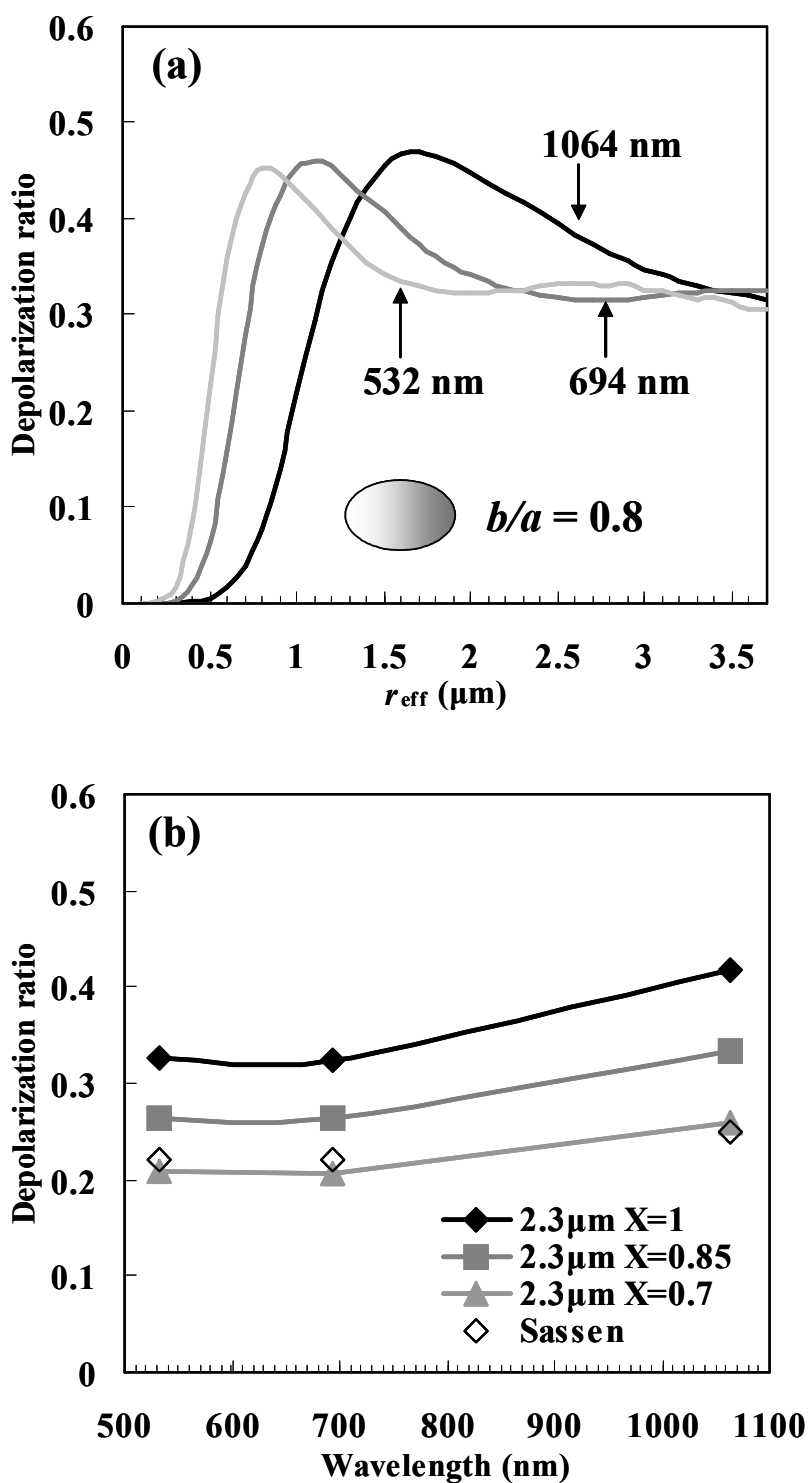 0.6
(a)
0.5
1064 nm
0.4
0.3
532 nm
694 nm
0.2
0.1
b/a = 0.8
0
0 0.5 1 1.5 2 2.5 3 3.5
r eff (μm)
Depolarization ratio
0.6
(b)
0.5
0.4
0.3
0.2
2.3μm X=1
2.3μm X=0.85
0.1
2.3μm X=0.7
Sassen
0
500 600 700 800 900 1000 1100
Wavelength (nm)
Depolarization ratio